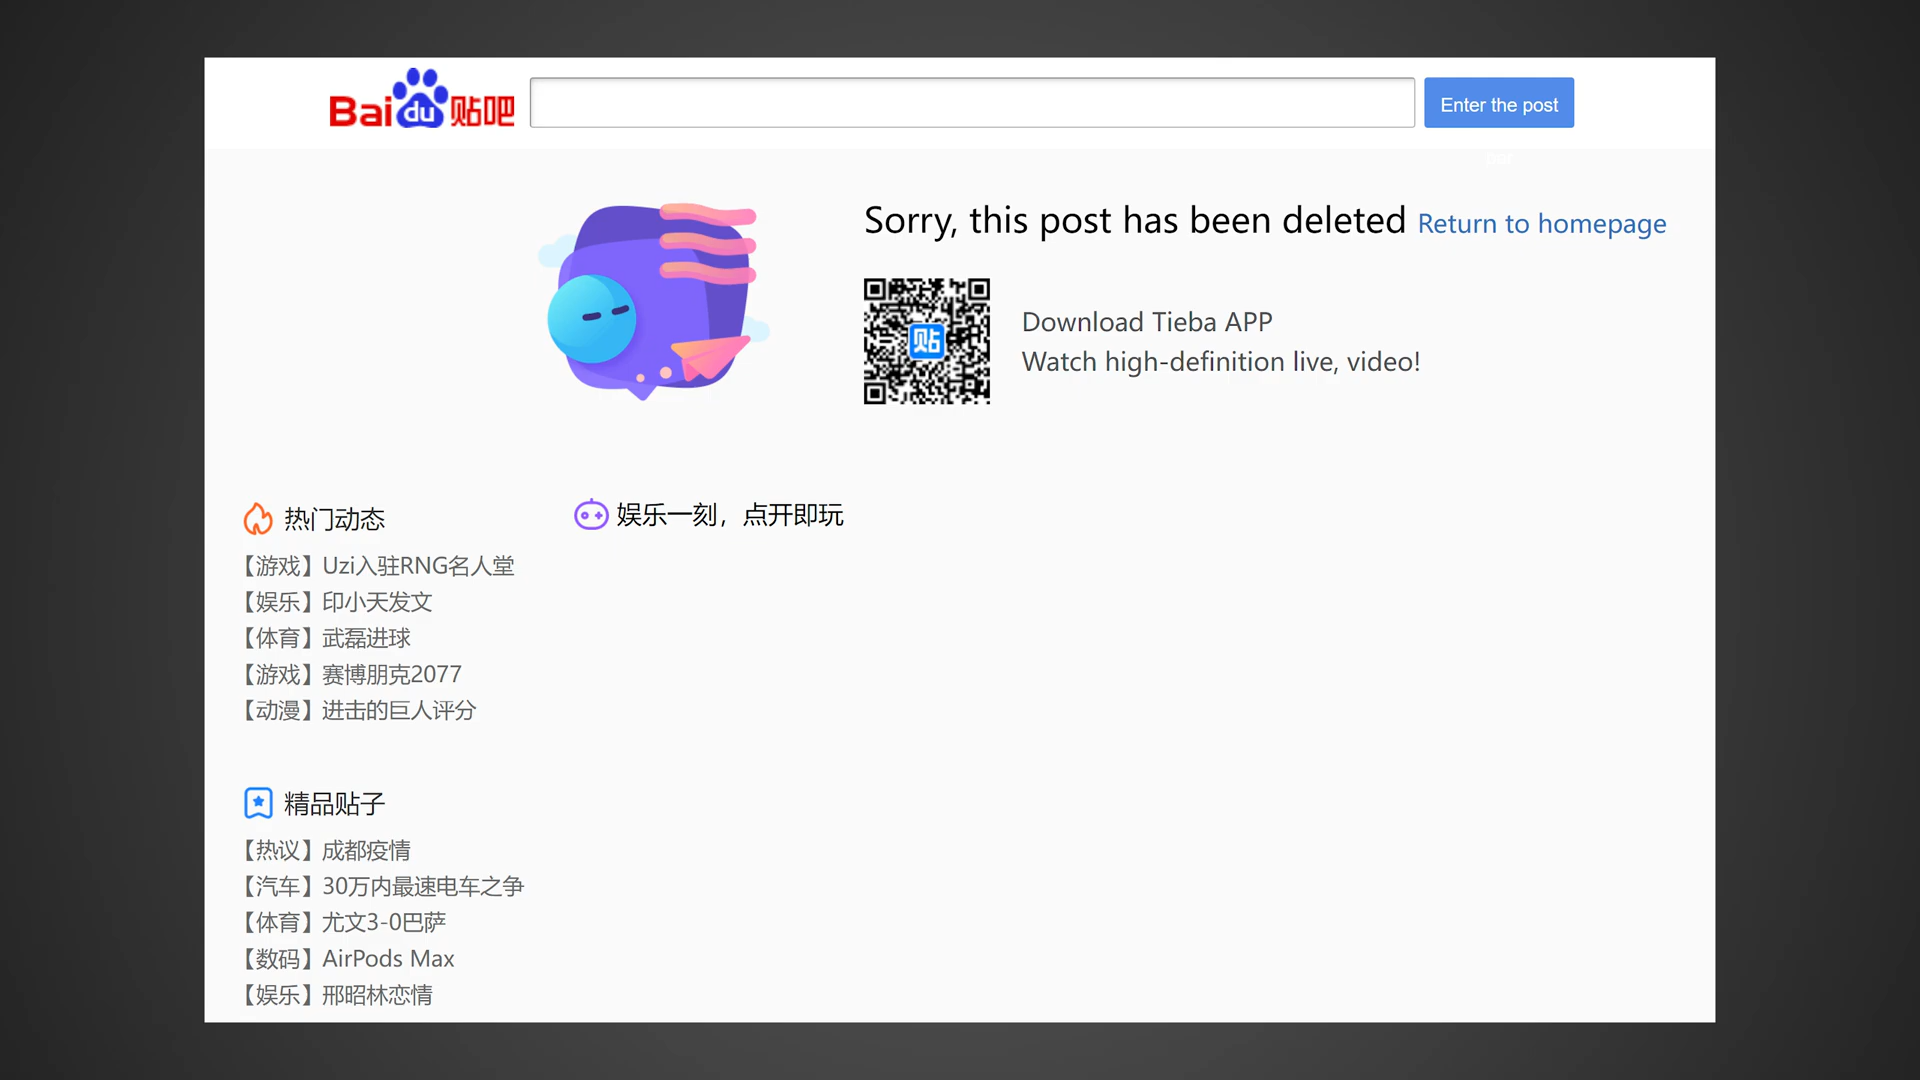 Baidu贴吧
Enter the post
Sorry, this post has been deleted Return to homepage
贴
Download Tieba APP
Watch high-definition live, video!
热门动态
【游戏】Uzi入驻RNG名人堂
【娱乐】印小天发文
【体育】武磊进球
【游戏】赛博朋克2077
【动漫】进击的巨人评分
娱乐一刻，点开即玩
精品贴子
【热议】成都疫情
【汽车】30万内最速电车之争
【体育】尤文3-0巴萨
【数码】AirPods Max
【娱乐】邢昭林恋情